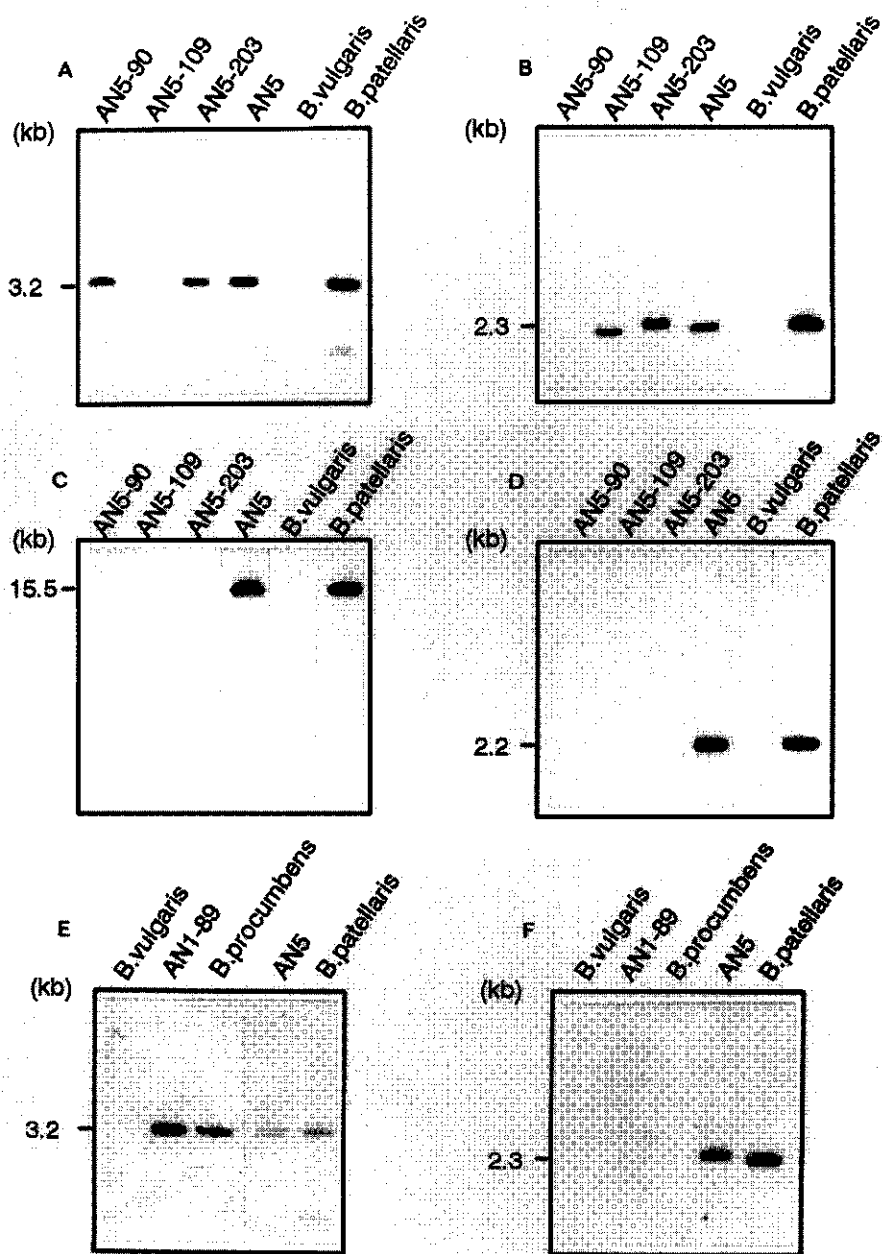 A
AN5-90
AN5-109
AN5-203
AN5
B.vulgaris
B.patellaris
(kb)
3.2
B
AN5-90
AN5-109
AN5-203
AN5
B.vulgaris
B.patellaris
(kb)
2.3
C
AN5-90
AN5-109
AN5-203
AN5
B.vulgaris
B.patellaris
(kb)
15.5
D
AN5-90
AN5-109
AN5-203
AN5
B.vulgaris
B.patellaris
(kb)
2.2
E
B.vulgaris
AN1-89
B.procumbens
AN5
B.patellaris
(kb)
3.2
F
B.vulgaris
AN1-89
B.procumbens
AN5
B.patellaris
(kb)
2.3